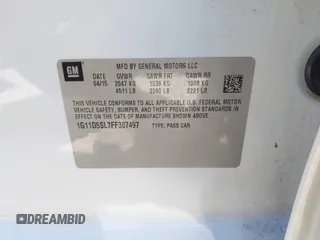 GM
MFD BY GENERAL MOTORS LLC
DATE GVWR GAWR FRT GAWR RR
04/15 2047 KG 1039 KG 1008 KG
4511 LB 2290 LB 2221 LB
THIS VEHICLE CONFORMS TO ALL APPLICABLE U.S. FEDERAL MOTOR
VEHICLE SAFETY, BUMPER, AND THEFT PREVENTION STANDARDS
IN EFFECT ON THE DATE OF MANUFACTURE SHOWN ABOVE.
1G11D5SL7FF307497 TYPE: PASS CAR
DREAMBID